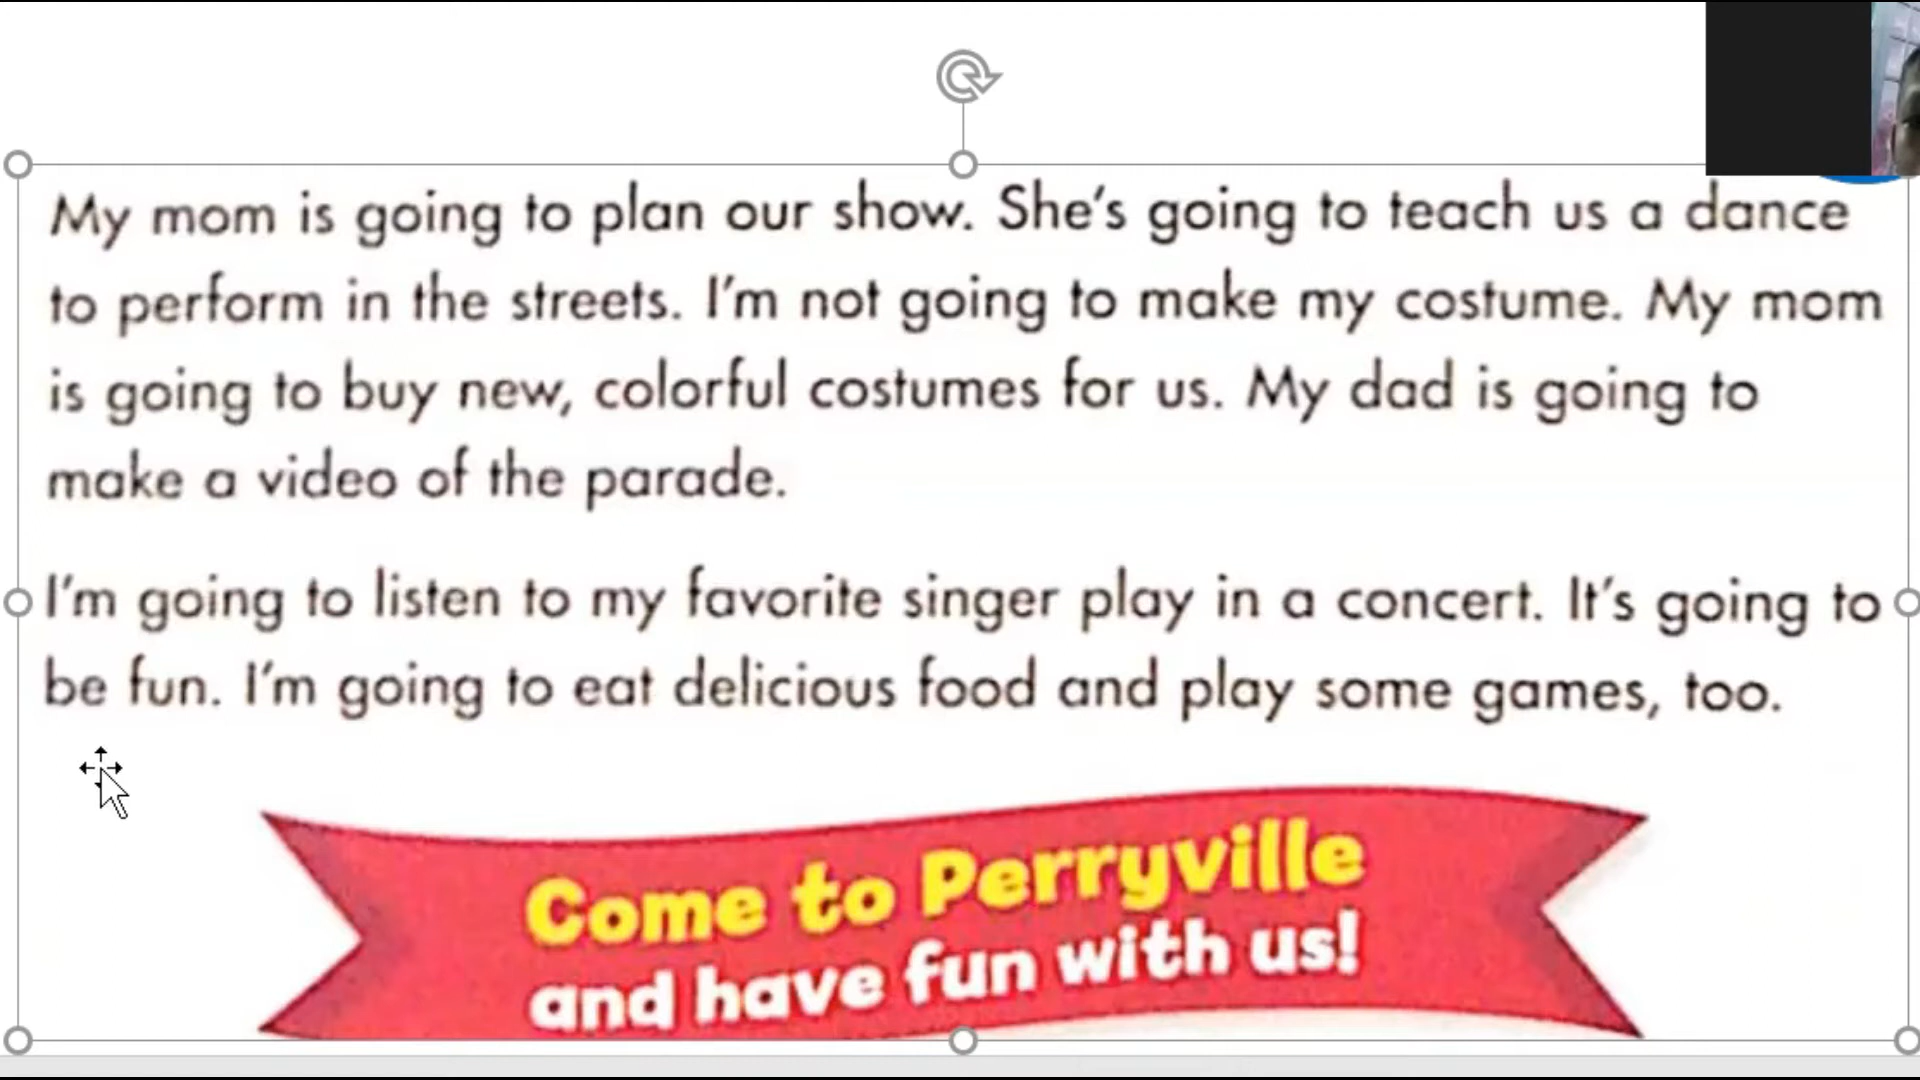 My mom is going to plan our show. She's going to teach us a dance
to perform in the streets. I'm not going to make my costume. My mom
is going to buy new, colorful costumes for us. My dad is going to
make a video of the parade.
I'm going to listen to my favorite singer play in a concert. It's going to
be fun. I'm going to eat delicious food and play some games, too.
Come to Perryville
and have fun with us!